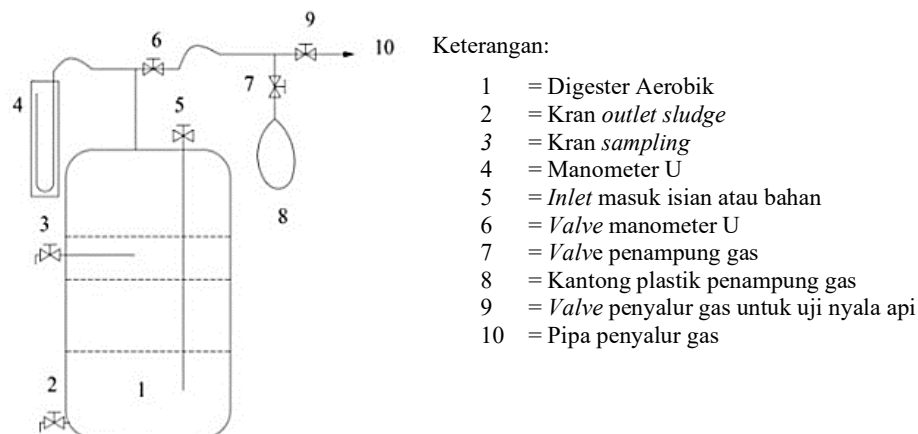 9
6
10
Keterangan:
7
4
5
1 = Digester Aerobik
2 = Kran outlet sludge
3 = Kran sampling
4 = Manometer U
5 = Inlet masuk isian atau bahan
6 = Valve manometer U
7 = Valve penampung gas
8 = Kantong plastik penampung gas
9 = Valve penyalur gas untuk uji nyala api
10 = Pipa penyalur gas
8
3
2
1